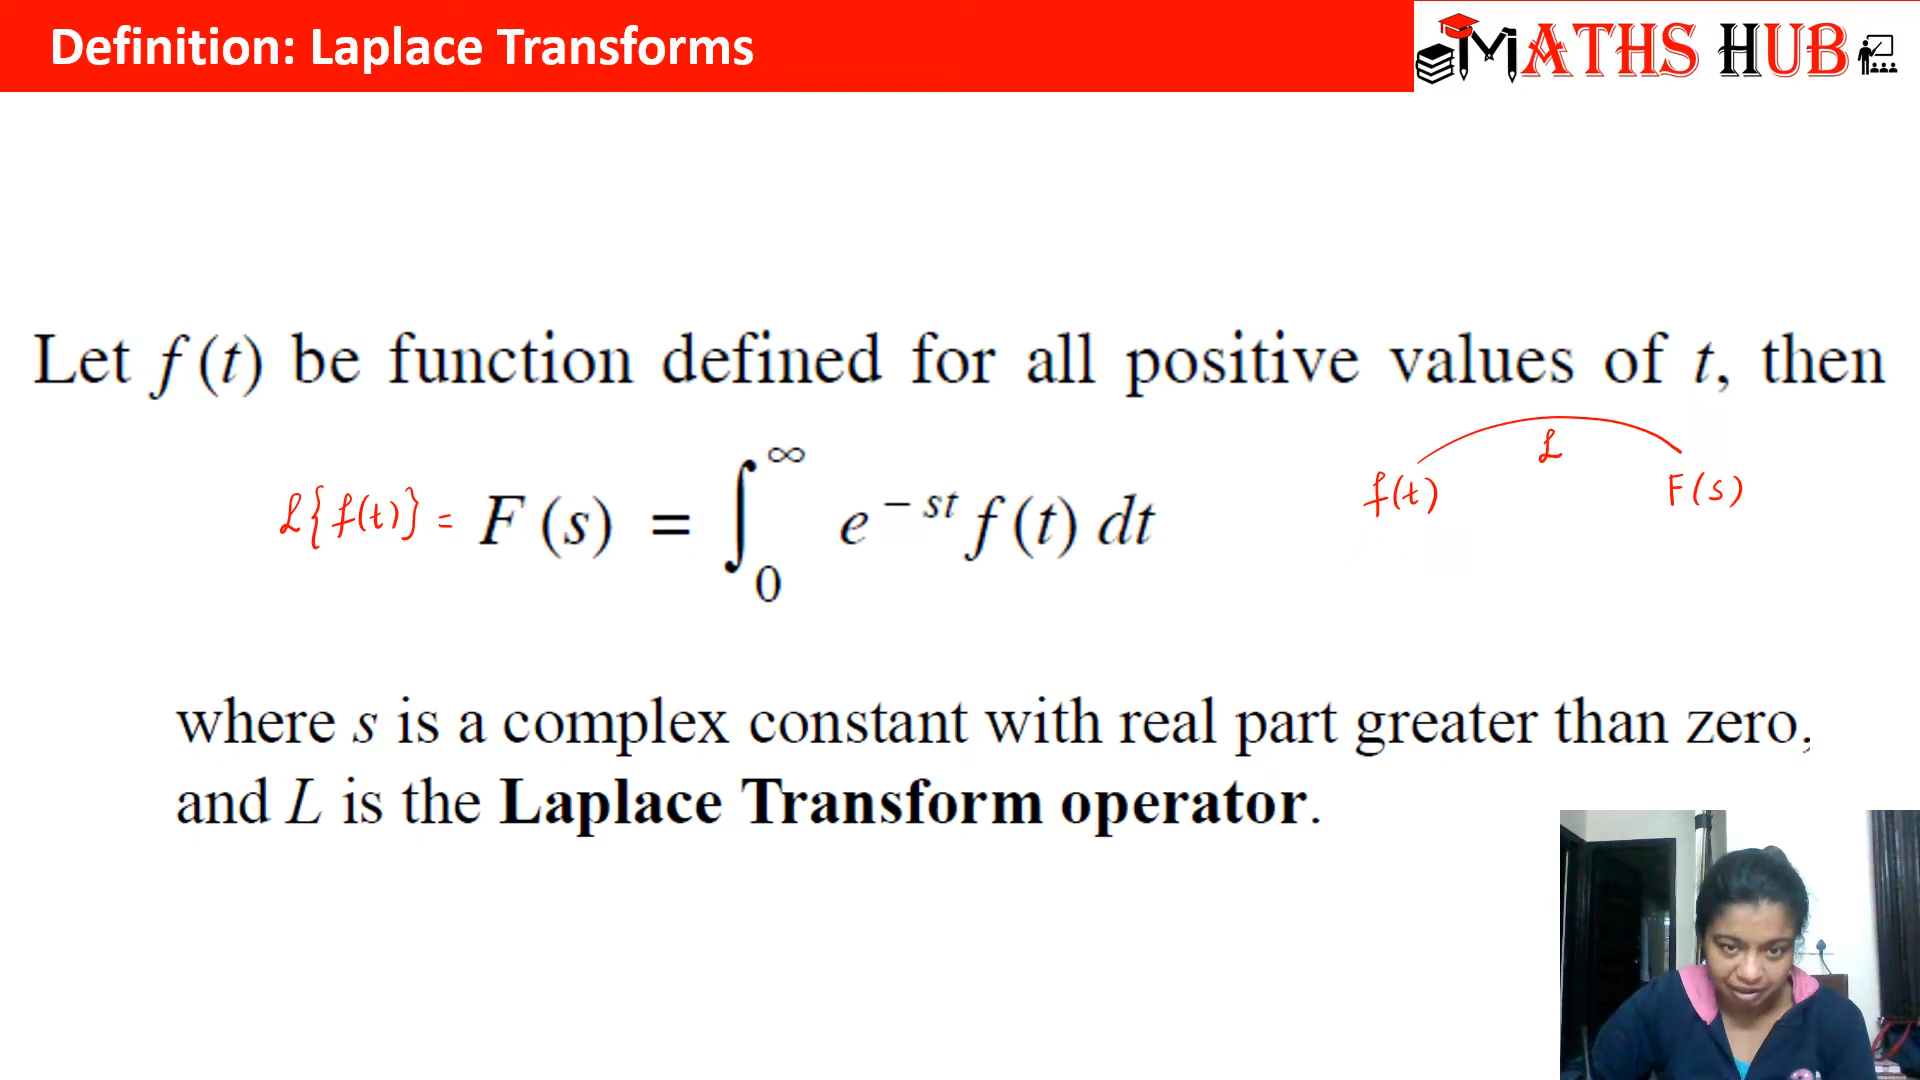 Definition: Laplace Transforms
MATHS HUB
Let f(t) be function defined for all positive values of t, then
ℒ{f(t)} = F(s) = ∫₀^∞ e^{-st} f(t) dt
ℒ
f(t) F(s)
where s is a complex constant with real part greater than zero,
and L is the Laplace Transform operator.